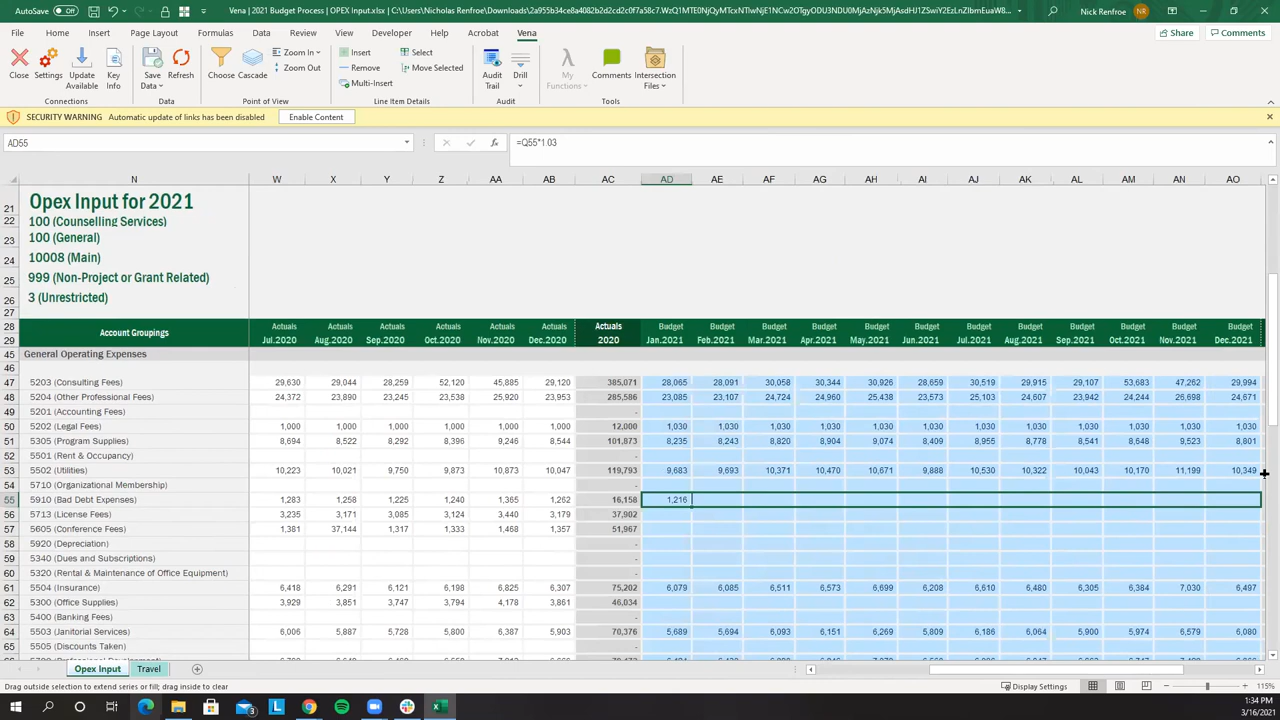 Vena | 2021 Budget Process | OPEX Input.xlsx | C:\Users\Nicholas Renfroe\Downloads\
Nick Renfroe NR
File Home Insert Page Layout Formulas Data Review View Developer Help Acrobat Vena Share Comments
Close Settings Update Available Key Info Save Data Refresh Choose Cascade Zoom In Zoom Out Insert Remove Multi-Insert Select Move Selected Audit Trail Drill My Functions Comments Intersection Files
Connections Data Point of View Line Item Details Audit Tools
SECURITY WARNING Automatic update of links has been disabled Enable Content
AD55 fx =Q55*1.03
N W X Y Z AA AB AC AD AE AF AG AH AI AJ AK AL AM AN AO
21 Opex Input for 2021
22 100 (Counselling Services)
23 100 (General)
24 10008 (Main)
25 999 (Non-Project or Grant Related)
26 3 (Unrestricted)
27
28 Account Groupings Actuals Actuals Actuals Actuals Actuals Actuals Actuals Budget Budget Budget Budget Budget Budget Budget Budget Budget Budget Budget Budget
29 Jul.2020 Aug.2020 Sep.2020 Oct.2020 Nov.2020 Dec.2020 2020 Jan.2021 Feb.2021 Mar.2021 Apr.2021 May.2021 Jun.2021 Jul.2021 Aug.2021 Sep.2021 Oct.2021 Nov.2021 Dec.2021
45 General Operating Expenses
46
47 5203 (Consulting Fees) 29,630 29,044 28,259 52,120 45,885 29,120 385,071 28,065 28,091 30,058 30,344 30,926 28,659 30,519 29,915 29,107 53,683 47,262 29,994
48 5204 (Other Professional Fees) 24,372 23,890 23,245 23,538 25,920 23,953 285,586 23,085 23,107 24,724 24,960 25,438 23,573 25,103 24,607 23,942 24,244 26,698 24,671
49 5201 (Accounting Fees) -
50 5202 (Legal Fees) 1,000 1,000 1,000 1,000 1,000 1,000 12,000 1,030 1,030 1,030 1,030 1,030 1,030 1,030 1,030 1,030 1,030 1,030 1,030
51 5305 (Program Supplies) 8,694 8,522 8,292 8,396 9,246 8,544 101,873 8,235 8,243 8,820 8,904 9,074 8,409 8,955 8,778 8,541 8,648 9,523 8,801
52 5501 (Rent & Occupancy) -
53 5502 (Utilities) 10,223 10,021 9,750 9,873 10,873 10,047 119,793 9,683 9,693 10,371 10,470 10,671 9,888 10,530 10,322 10,043 10,170 11,199 10,349
54 5710 (Organizational Membership) -
55 5910 (Bad Debt Expenses) 1,283 1,258 1,225 1,240 1,365 1,262 16,158 1,216
56 5713 (License Fees) 3,235 3,171 3,085 3,124 3,440 3,179 37,902
57 5605 (Conference Fees) 1,381 37,144 1,317 1,333 1,468 1,357 51,967
58 5920 (Depreciation) -
59 5340 (Dues and Subscriptions) -
60 5320 (Rental & Maintenance of Office Equipment) -
61 5504 (Insurance) 6,418 6,291 6,121 6,198 6,825 6,307 75,202 6,079 6,085 6,511 6,573 6,699 6,208 6,610 6,480 6,305 6,384 7,030 6,497
62 5300 (Office Supplies) 3,929 3,851 3,747 3,794 4,178 3,861 46,034
63 5400 (Banking Fees) -
64 5503 (Janitorial Services) 6,006 5,887 5,728 5,800 6,387 5,903 70,376 5,689 5,694 6,093 6,151 6,269 5,809 6,186 6,064 5,900 5,974 6,579 6,080
65 5505 (Discounts Taken) -
Opex Input Travel
Drag outside selection to extend series or fill; drag inside to clear Display Settings 115%
1:34 PM
3/16/2021